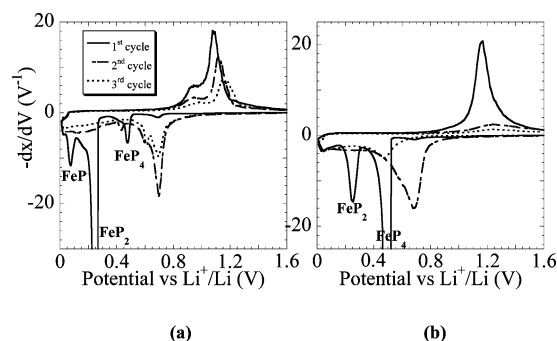 20
0
-20
-dx/dV (V⁻¹)
1ˢᵗ cycle
2ⁿᵈ cycle
3ʳᵈ cycle
FeP
FeP₂
FeP₄
0
0.4
0.8
1.2
1.6
Potential vs Li⁺/Li (V)
(a)
20
0
-20
FeP₂
FeP₄
0
0.4
0.8
1.2
1.6
Potential vs Li⁺/Li (V)
(b)